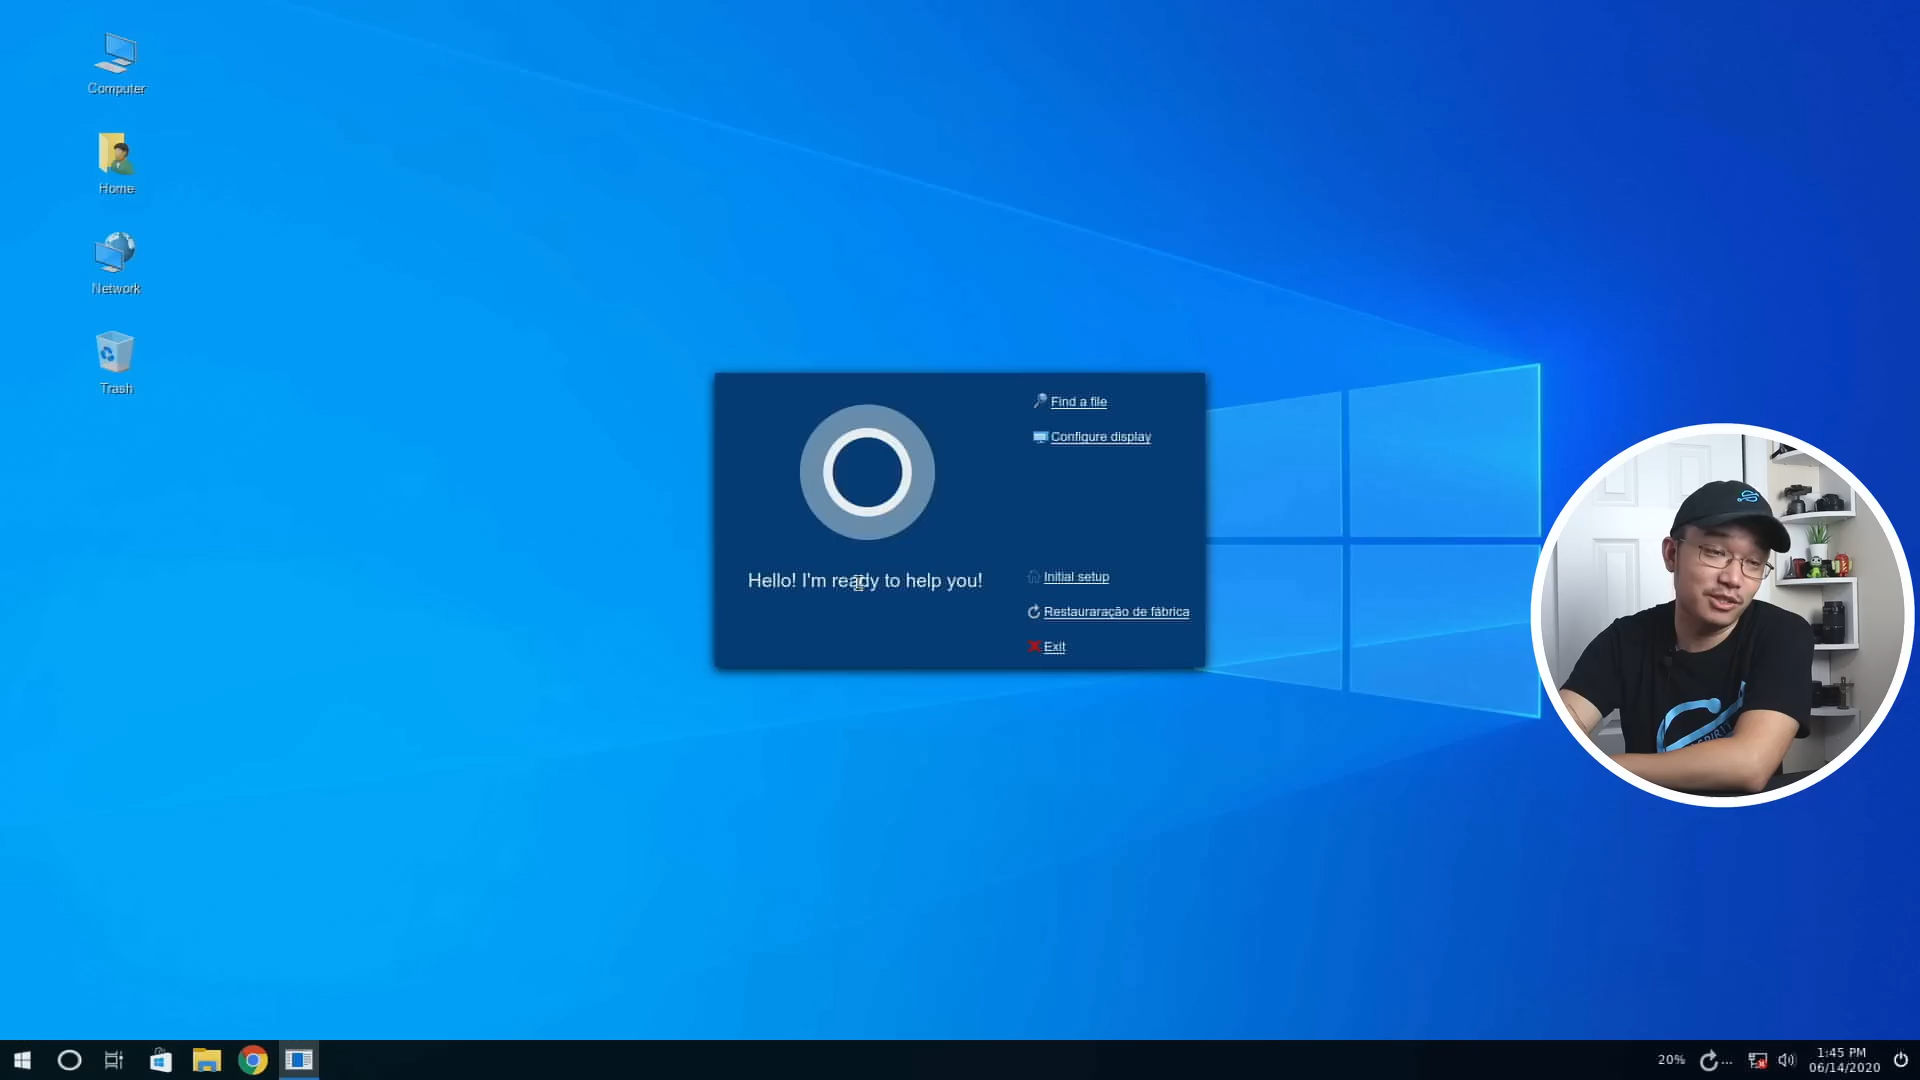 Computer
Home
Network
Trash
Find a file
Configure display
Hello! I'm ready to help you!
Initial setup
Restauraração de fábrica
Exit
20%
...
1:45 PM
06/14/2020